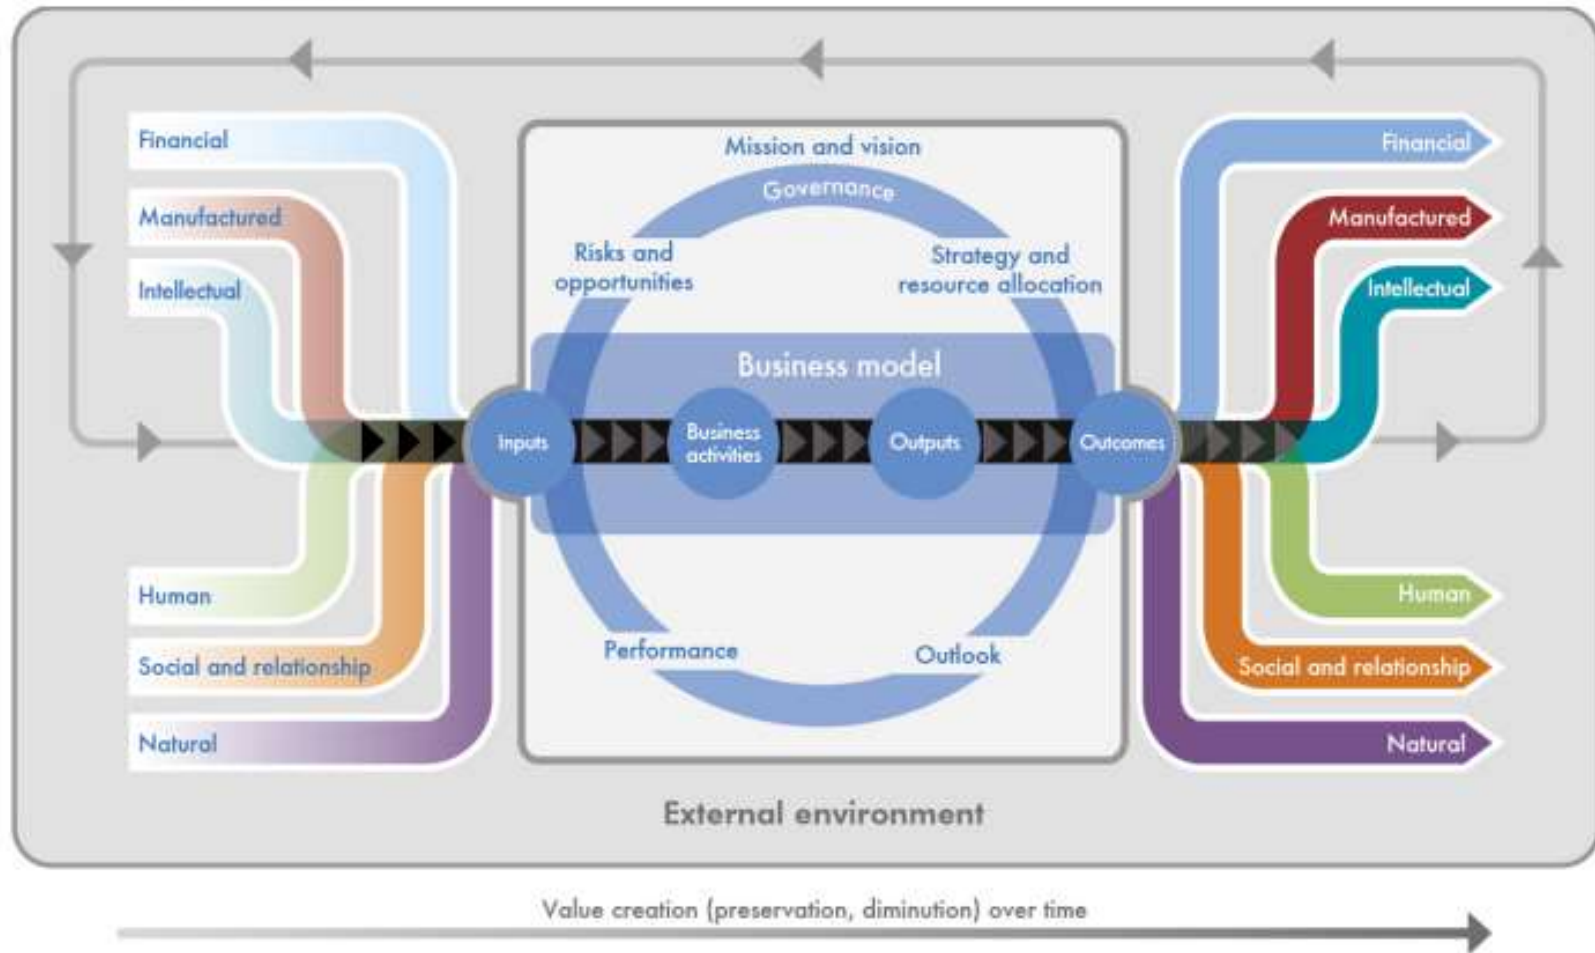 Financial
Manufactured
Intellectual
Human
Social and relationship
Natural
Mission and vision
Governance
Risks and
opportunities
Strategy and
resource allocation
Business model
Inputs
Business
activities
Outputs
Outcomes
Performance
Outlook
Financial
Manufactured
Intellectual
Human
Social and relationship
Natural
External environment
Value creation (preservation, diminution) over time